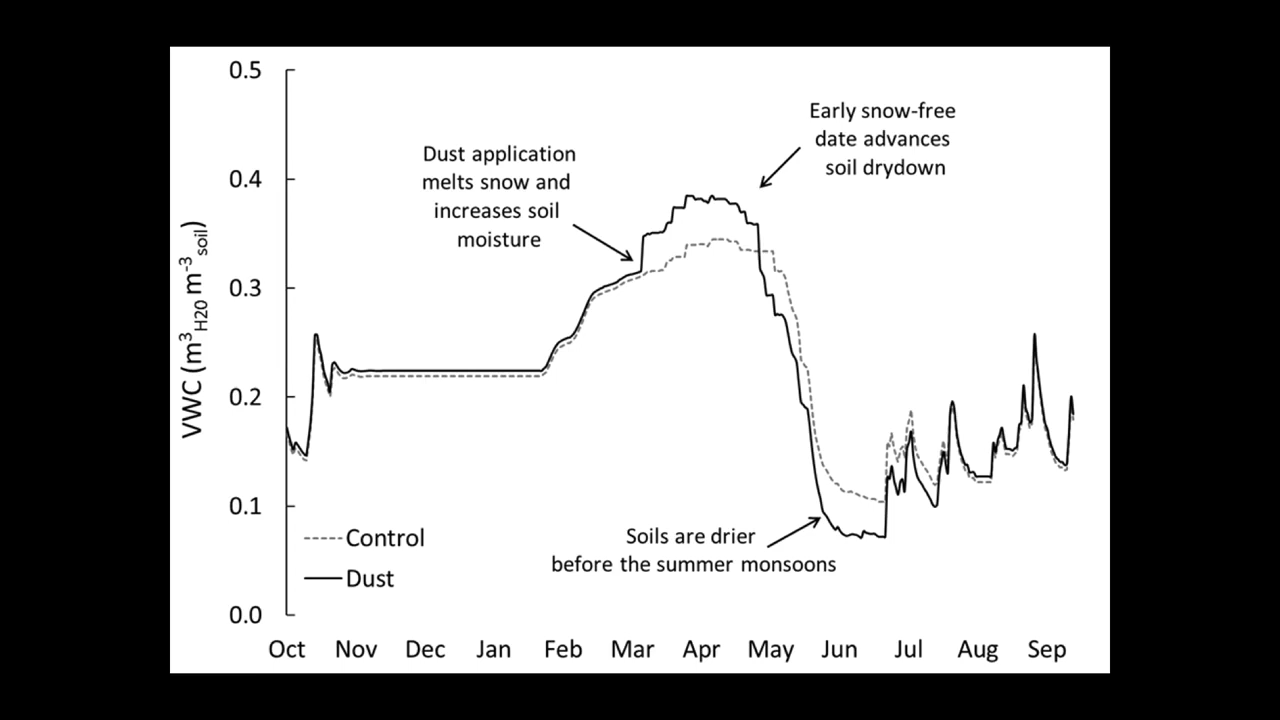 0.5
0.4
0.3
0.2
0.1
0.0
VWC (m³H20 m⁻³soil)
Dust application
melts snow and
increases soil
moisture
Early snow-free
date advances
soil drydown
Soils are drier
before the summer monsoons
Control
Dust
Oct Nov Dec Jan Feb Mar Apr May Jun Jul Aug Sep